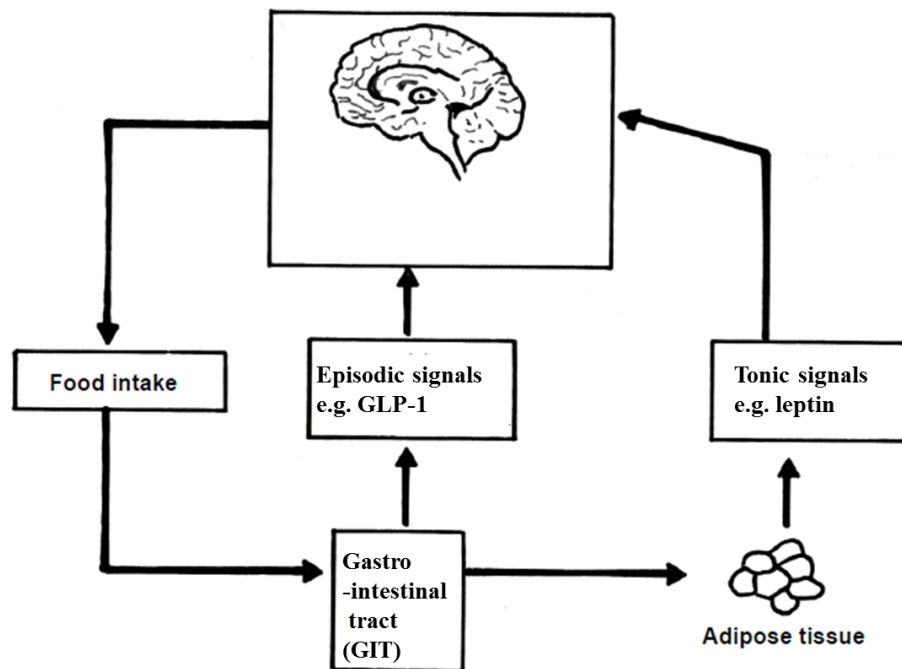 Food intake
Episodic signals
e.g. GLP-1
Tonic signals
e.g. leptin
Gastro
-intestinal
tract
(GIT)
Adipose tissue